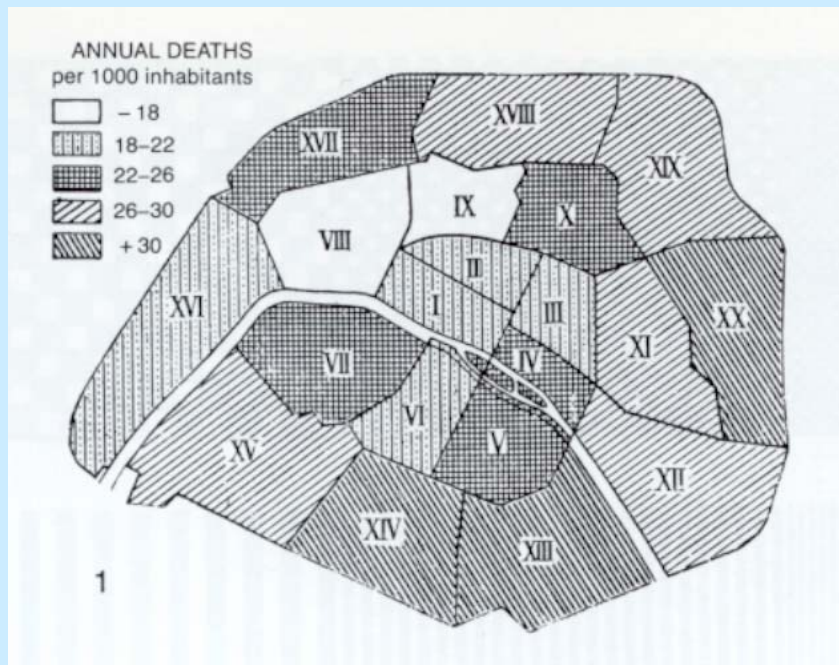 ANNUAL DEATHS
per 1000 inhabitants
– 18
18–22
22–26
26–30
+ 30
XVIII
XVII
XIX
IX
X
VIII
II
XVI
I
III
XX
XI
VII
IV
VI
V
XV
XII
XIV
XIII
1